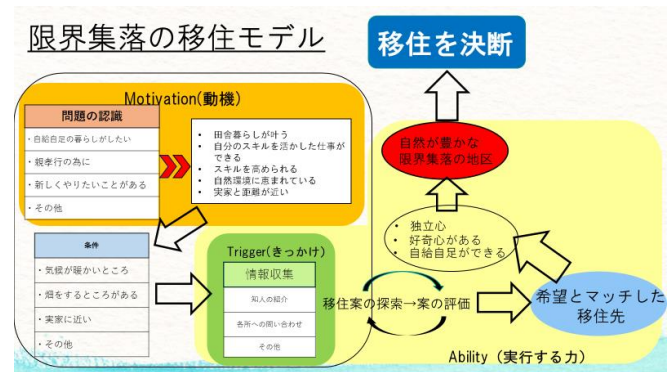 限界集落の移住モデル
移住を決断
Motivation(動機)
問題の認識
・自給自足の暮らしがしたい
・親孝行の為に
・新しくやりたいことがある
・その他
• 田舎暮らしが叶う
• 自分のスキルを活かした仕事が
できる
• スキルを高められる
• 自然環境に恵まれている
• 実家と距離が近い
条件
・気候が暖かいところ
・畑をするところがある
・実家に近い
・その他
Trigger(きっかけ)
情報収集
知人の紹介
各所への問い合わせ
その他
移住案の探索→案の評価
自然が豊かな
限界集落の地区
• 独立心
• 好奇心がある
• 自給自足ができる
希望とマッチした
移住先
Ability（実行する力）